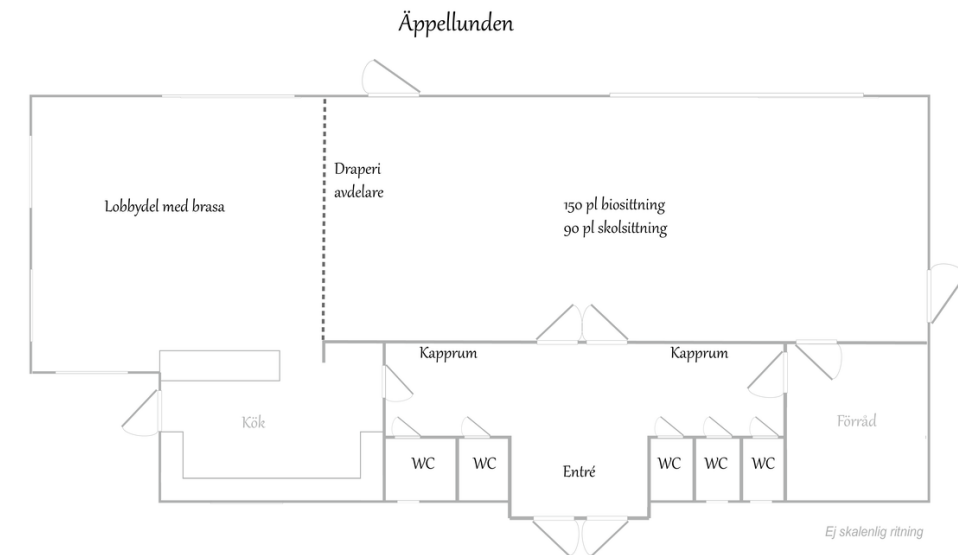 Äppellunden
Draperi
avdelare
Lobbydel med brasa
150 pl biosittning
90 pl skolsittning
Kapprum
Kapprum
Kök
Förråd
WC
WC
Entré
WC
WC
WC
Ej skalenlig ritning